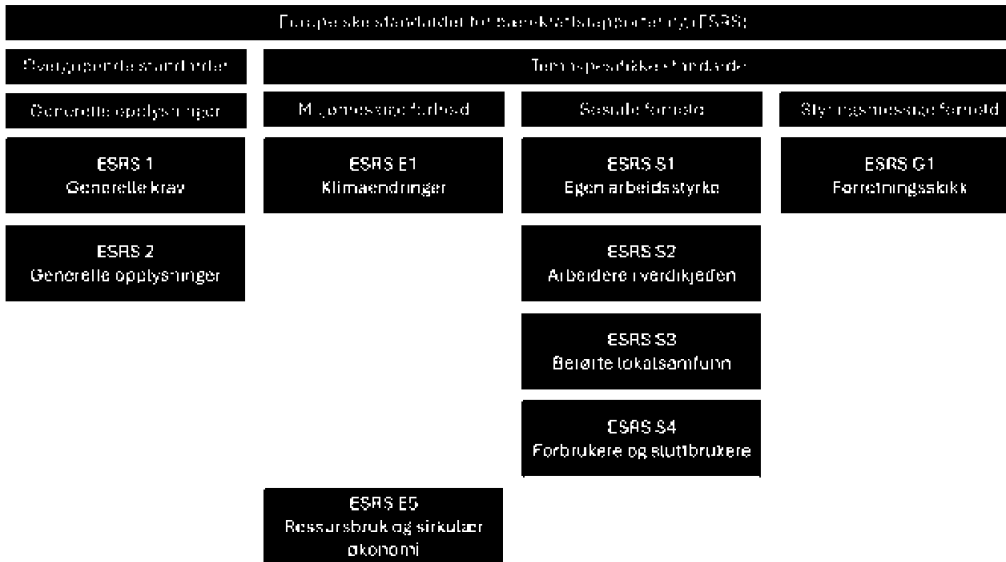 Europeiske standarder for bærekraftsrapportering (ESRS)
Overgripende standarder
Temaspesifikke standarder
Generelle opplysninger
Miljømessige forhold
Sosiale forhold
Styringsmessige forhold
ESRS 1
Generelle krav
ESRS E1
Klimaendringer
ESRS S1
Egen arbeidsstyrke
ESRS G1
Forretningsskikk
ESRS 2
Generelle opplysninger
ESRS S2
Arbeidere i verdikjeden
ESRS S3
Berørte lokalsamfunn
ESRS S4
Forbrukere og sluttbrukere
ESRS E5
Ressursbruk og sirkulær
økonomi